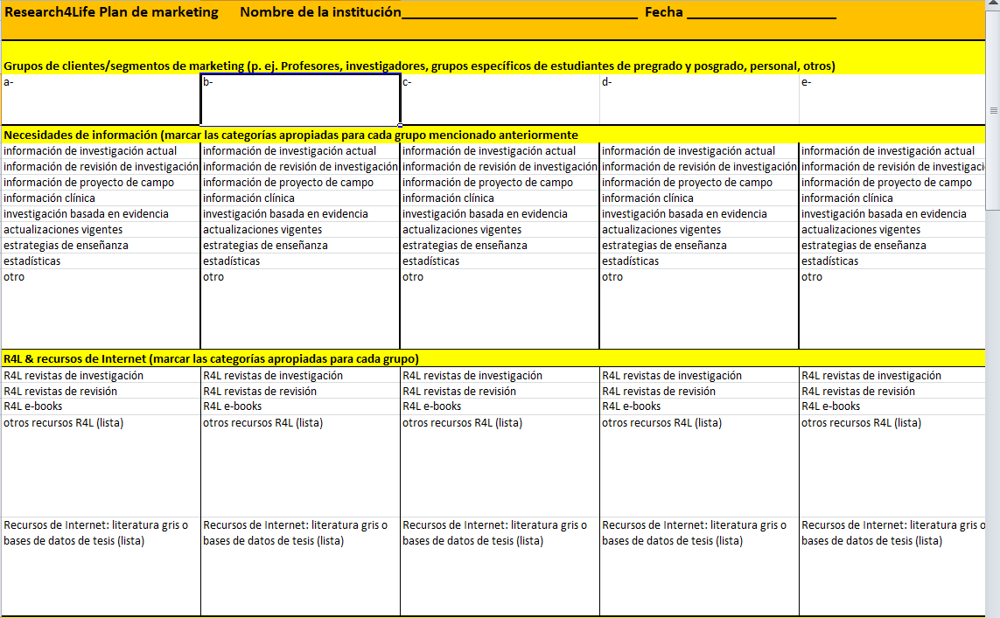 Research4Life Plan de marketing Nombre de la institución________________________________ Fecha ____________________
Grupos de clientes/segmentos de marketing (p. ej. Profesores, investigadores, grupos específicos de estudiantes de pregrado y posgrado, personal, otros)
a- b- c- d- e-
Necesidades de información (marcar las categorías apropiadas para cada grupo mencionado anteriormente
información de investigación actual información de investigación actual información de investigación actual información de investigación actual información de investigación actual
información de revisión de investigación información de revisión de investigación información de revisión de investigación información de revisión de investigación información de revisión de investigaci
información de proyecto de campo información de proyecto de campo información de proyecto de campo información de proyecto de campo información de proyecto de campo
información clínica información clínica información clínica información clínica información clínica
investigación basada en evidencia investigación basada en evidencia investigación basada en evidencia investigación basada en evidencia investigación basada en evidencia
actualizaciones vigentes actualizaciones vigentes actualizaciones vigentes actualizaciones vigentes actualizaciones vigentes
estrategias de enseñanza estrategias de enseñanza estrategias de enseñanza estrategias de enseñanza estrategias de enseñanza
estadísticas estadísticas estadísticas estadísticas estadísticas
otro otro otro otro otro
R4L & recursos de Internet (marcar las categorías apropiadas para cada grupo)
R4L revistas de investigación R4L revistas de investigación R4L revistas de investigación R4L revistas de investigación R4L revistas de investigación
R4L revistas de revisión R4L revistas de revisión R4L revistas de revisión R4L revistas de revisión R4L revistas de revisión
R4L e-books R4L e-books R4L e-books R4L e-books R4L e-books
otros recursos R4L (lista) otros recursos R4L (lista) otros recursos R4L (lista) otros recursos R4L (lista) otros recursos R4L (lista)
Recursos de Internet: literatura gris o Recursos de Internet: literatura gris o Recursos de Internet: literatura gris o Recursos de Internet: literatura gris o Recursos de Internet: literatura gris o
bases de datos de tesis (lista) bases de datos de tesis (lista) bases de datos de tesis (lista) bases de datos de tesis (lista) bases de datos de tesis (lista)